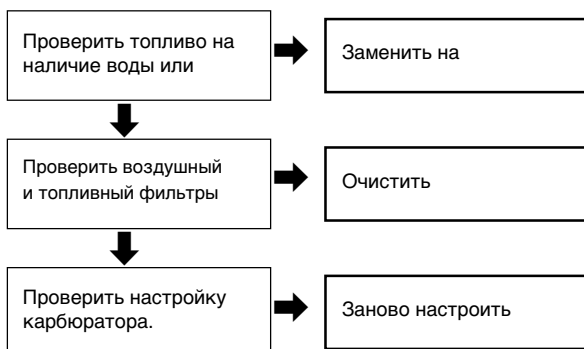 Проверить топливо на
наличие воды или
Заменить на
Проверить воздушный
и топливный фильтры
Очистить
Проверить настройку
карбюратора.
Заново настроить